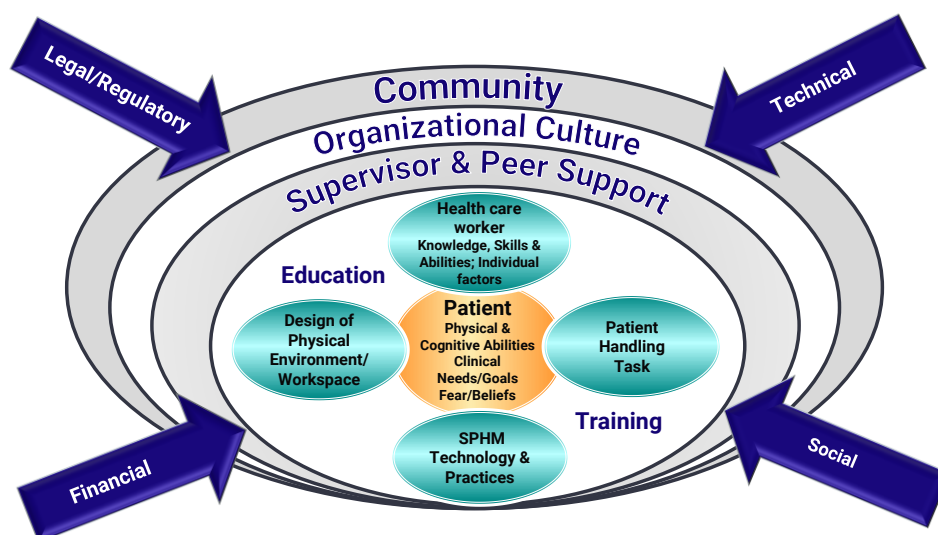 Legal/Regulatory
Technical
Community
Organizational Culture
Supervisor & Peer Support
Health care
worker
Knowledge, Skills &
Abilities; Individual
factors
Education
Patient
Physical &
Cognitive Abilities
Clinical
Needs/Goals
Fear/Beliefs
Design of
Physical
Environment/
Workspace
Patient
Handling
Task
Training
SPHM
Technology &
Practices
Financial
Social